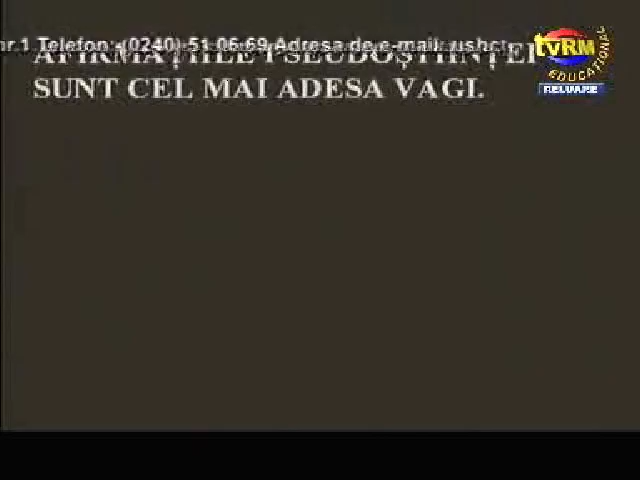 nr.1 Telefon: (0240) 51.06.69 Adresa de e-mail:
AFIRMAȚIILE PSEUDOȘTIINȚEI
SUNT CEL MAI ADESA VAGI.
tvRM
EDUCATIONAL
RELUARE